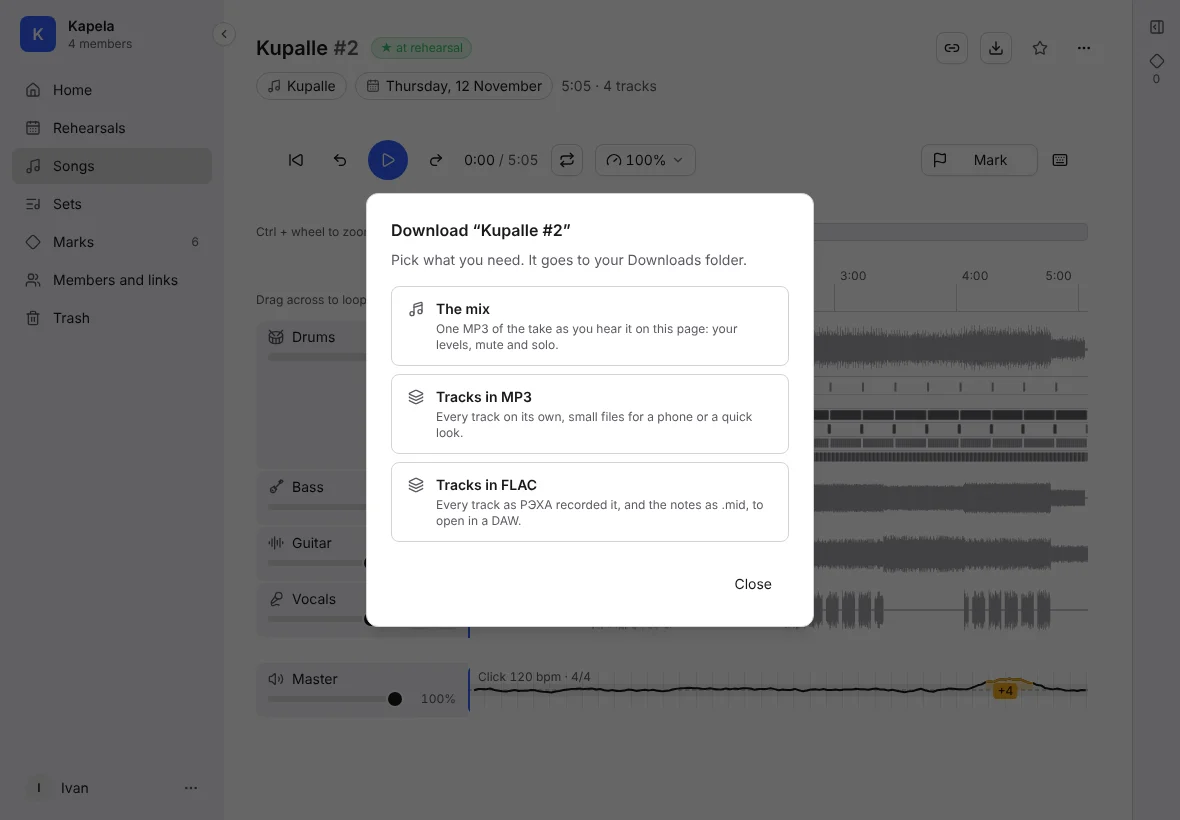 K
Kapela
4 members
Home
Rehearsals
Songs
Sets
Marks 6
Members and links
Trash
I Ivan
Kupalle #2
★ at rehearsal
Kupalle
Thursday, 12 November
5:05 · 4 tracks
0:00 / 5:05
100%
Mark
0
3:00 4:00 5:00
Drag across to loop
Drums
Bass
Guitar
Vocals
Master
100%
Click 120 bpm · 4/4
+4
Download “Kupalle #2”
Pick what you need. It goes to your Downloads folder.
The mix
One MP3 of the take as you hear it on this page: your
levels, mute and solo.
Tracks in MP3
Every track on its own, small files for a phone or a quick
look.
Tracks in FLAC
Every track as РЭХА recorded it, and the notes as .mid, to
open in a DAW.
Close
Ctrl + wheel to